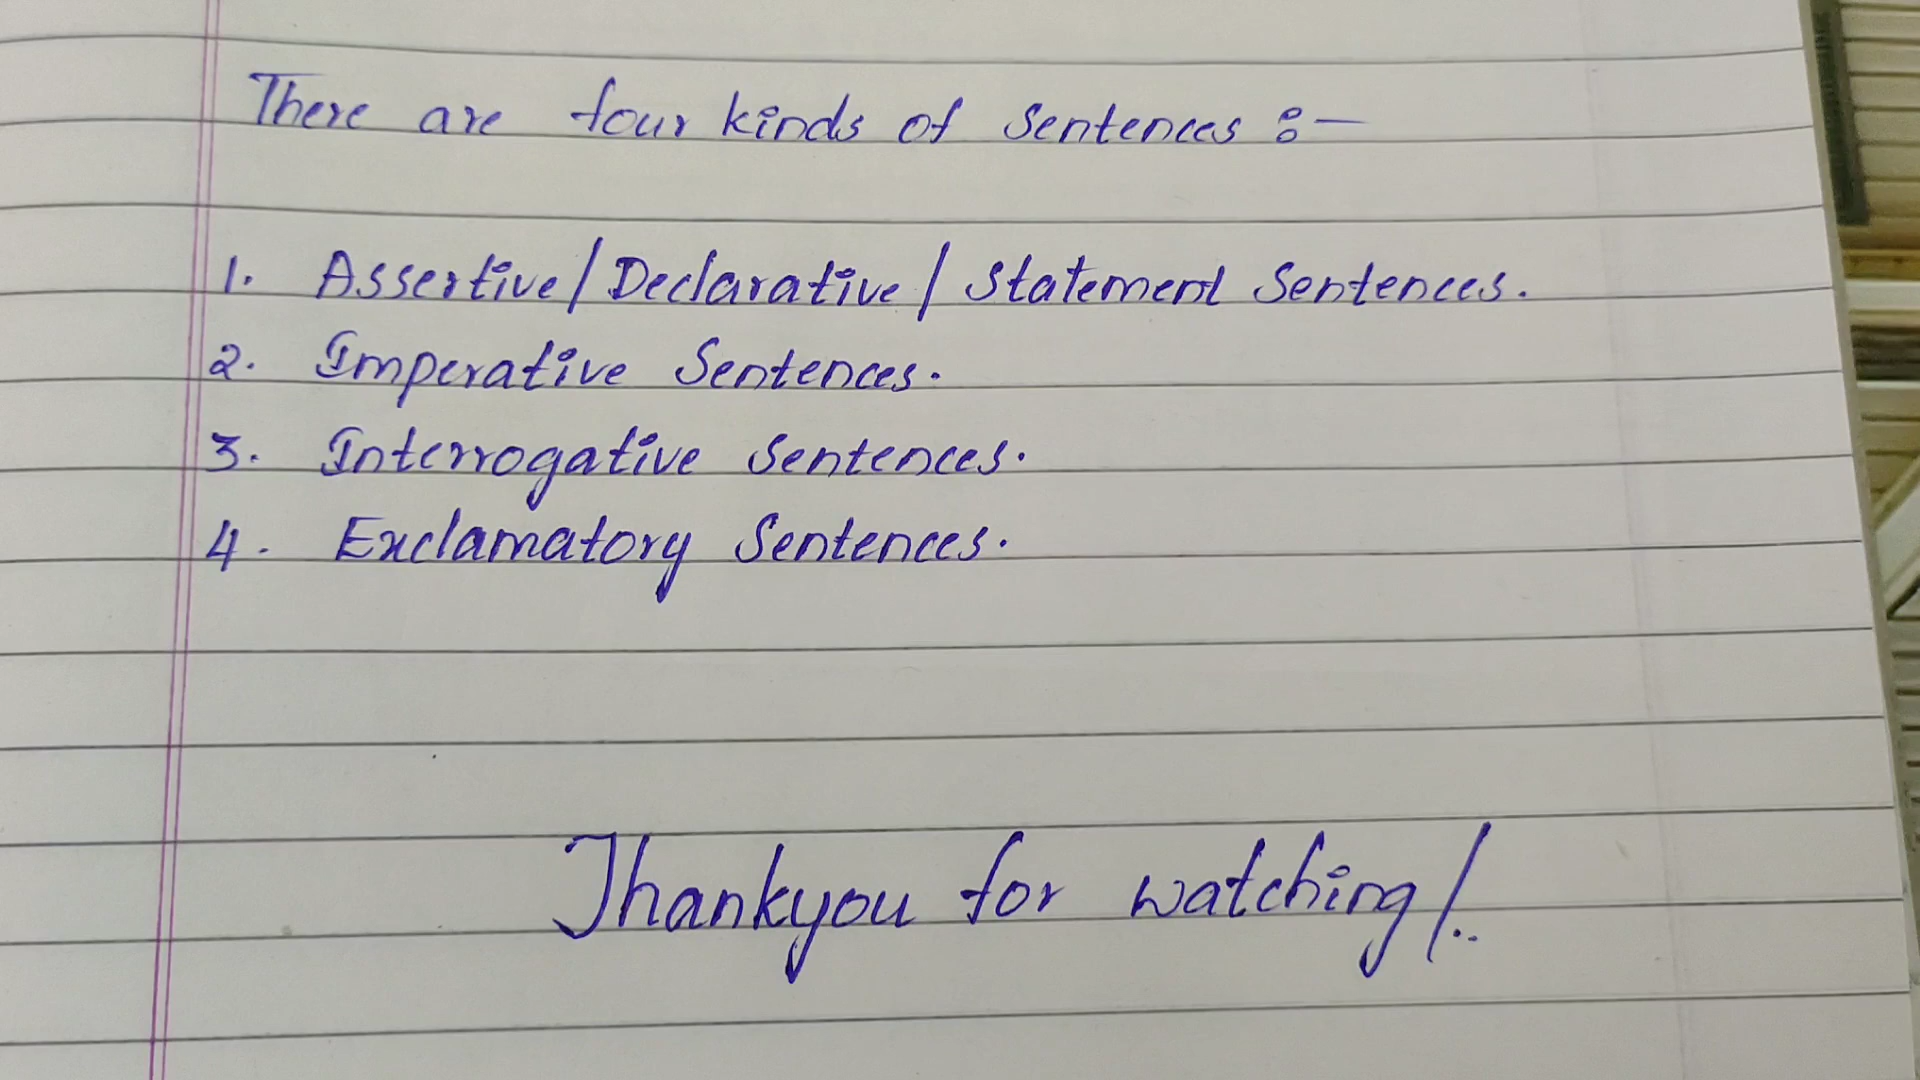 There are four kinds of Sentences :-
1. Assertive/Declarative/Statement Sentences.
2. Imperative Sentences.
3. Interrogative Sentences.
4. Exclamatory Sentences.
Thankyou for watching!..